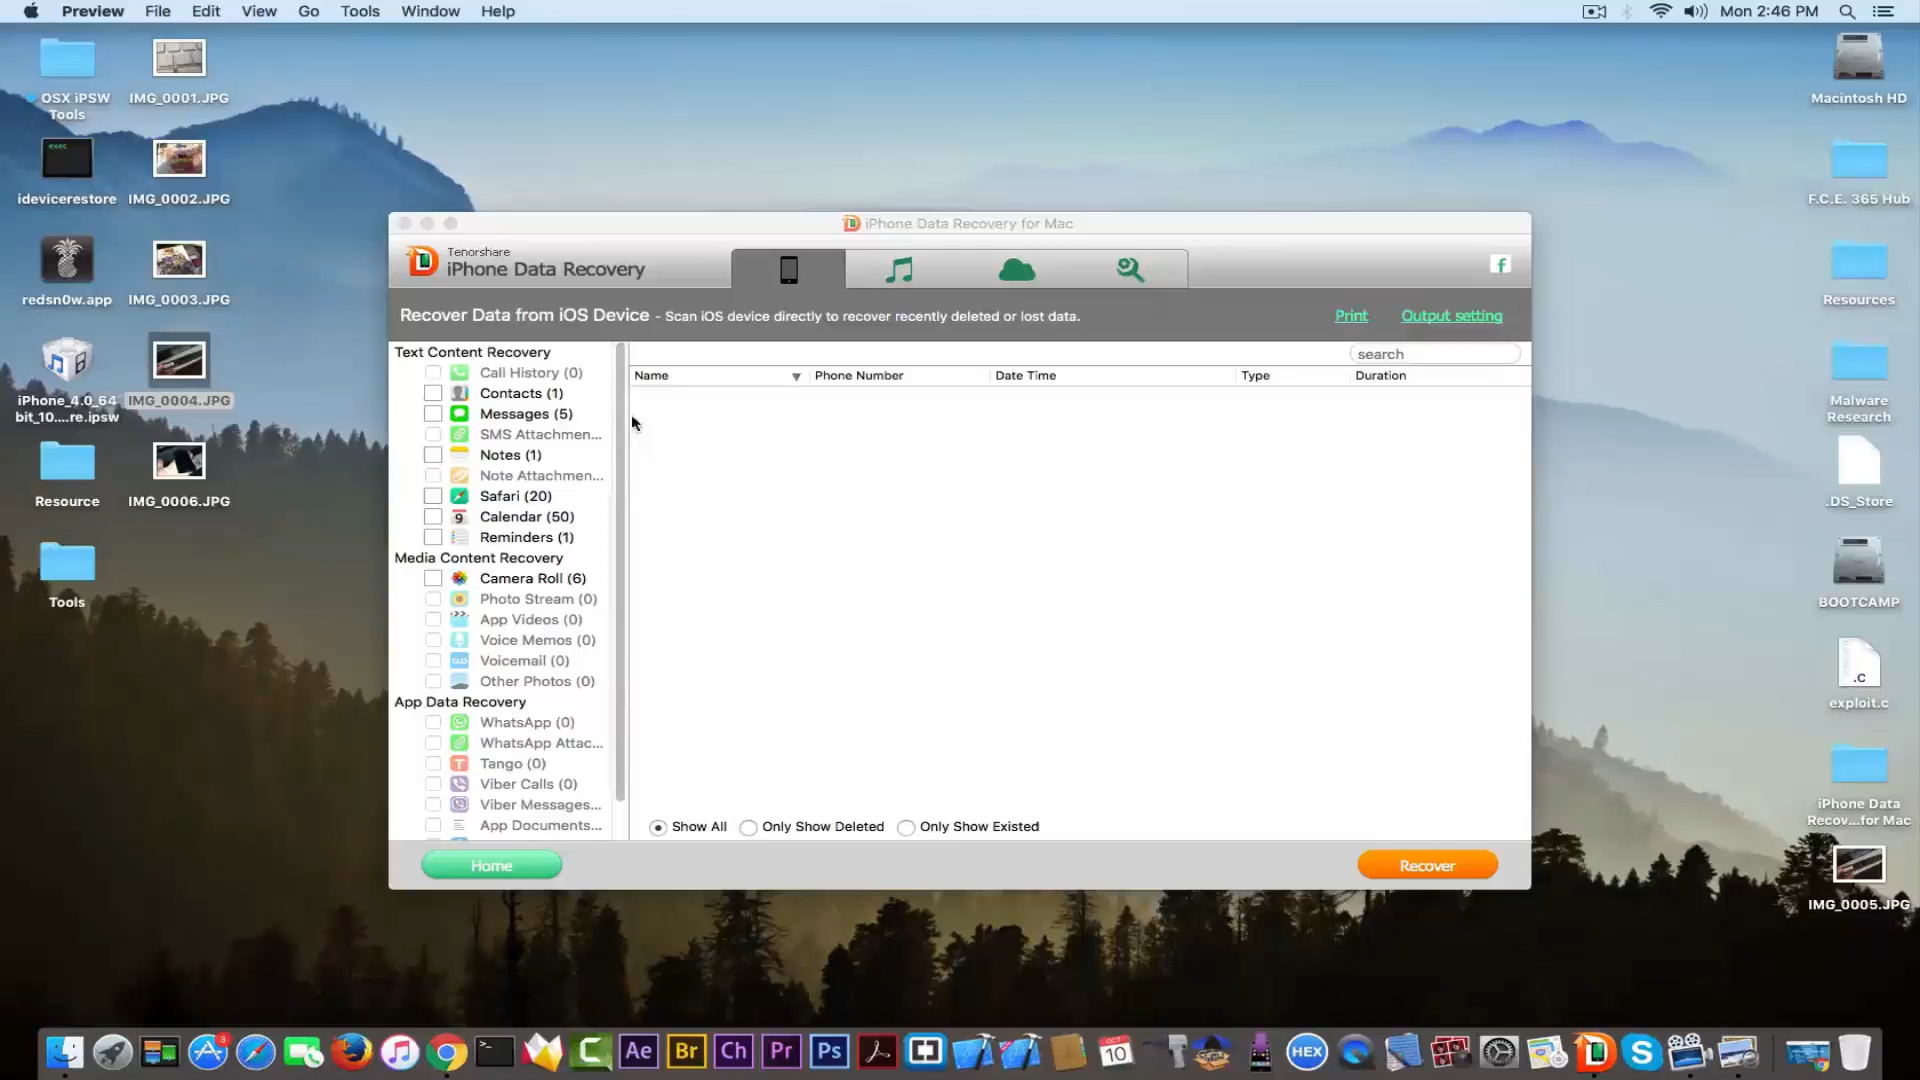 Preview File Edit View Go Tools Window Help
Mon 2:46 PM
OSX iPSW
Tools
IMG_0001.JPG
exec
idevicerestore
IMG_0002.JPG
redsn0w.app
IMG_0003.JPG
iPhone_4.0_64
bit_10....re.ipsw
IMG_0004.JPG
Resource
IMG_0006.JPG
Tools
Macintosh HD
F.C.E. 365 Hub
Resources
Malware
Research
.DS_Store
BOOTCAMP
.C
exploit.c
iPhone Data
Recov...for Mac
IMG_0005.JPG
iPhone Data Recovery for Mac
Tenorshare
iPhone Data Recovery
f
Recover Data from iOS Device - Scan iOS device directly to recover recently deleted or lost data.
Print
Output setting
search
Name
Phone Number
Date Time
Type
Duration
Text Content Recovery
Call History (0)
Contacts (1)
Messages (5)
SMS Attachmen...
Notes (1)
Note Attachmen...
Safari (20)
9 Calendar (50)
Reminders (1)
Media Content Recovery
Camera Roll (6)
Photo Stream (0)
App Videos (0)
Voice Memos (0)
Voicemail (0)
Other Photos (0)
App Data Recovery
WhatsApp (0)
WhatsApp Attac...
Tango (0)
Viber Calls (0)
Viber Messages...
App Documents...
Show All
Only Show Deleted
Only Show Existed
Home
Recover
3
Ae Br Ch Pr Ps
OCT
10
HEX